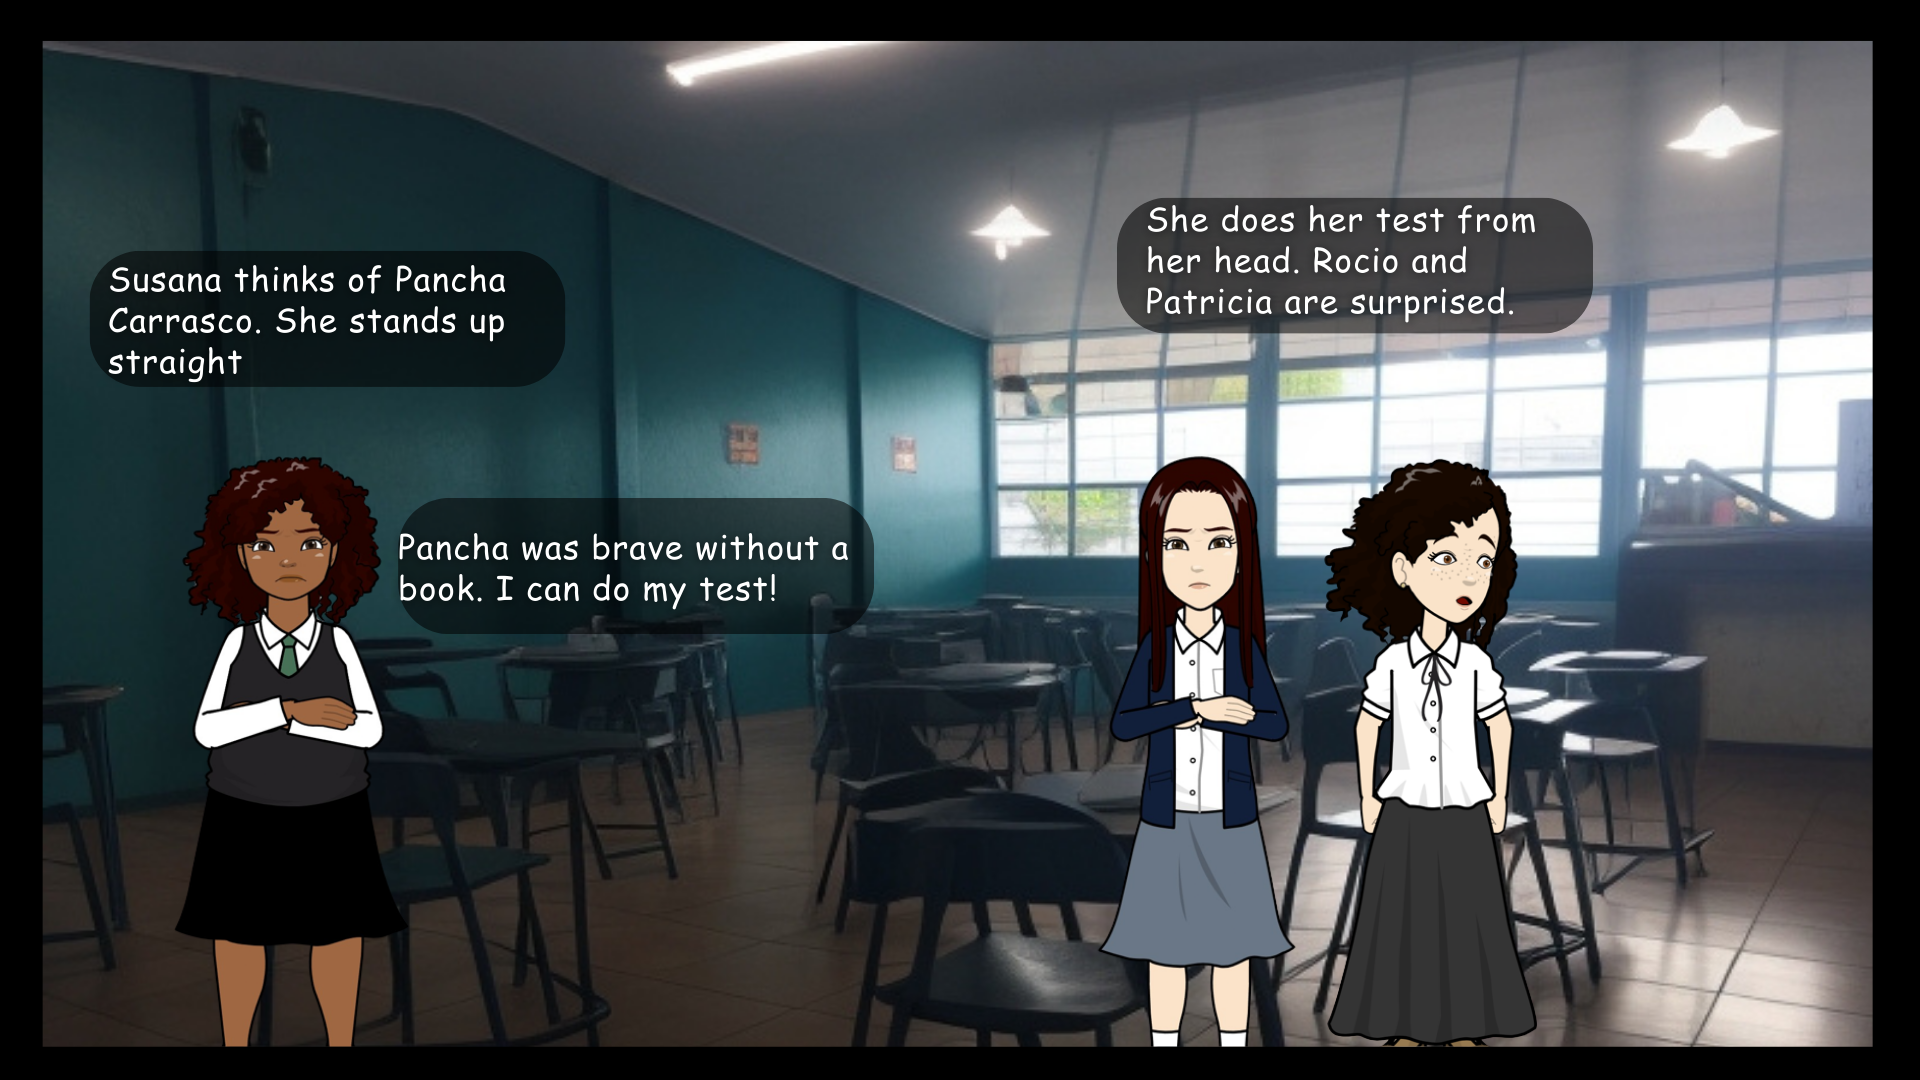 Susana thinks of Pancha
Carrasco. She stands up
straight
Pancha was brave without a
book. I can do my test!
She does her test from
her head. Rocio and
Patricia are surprised.